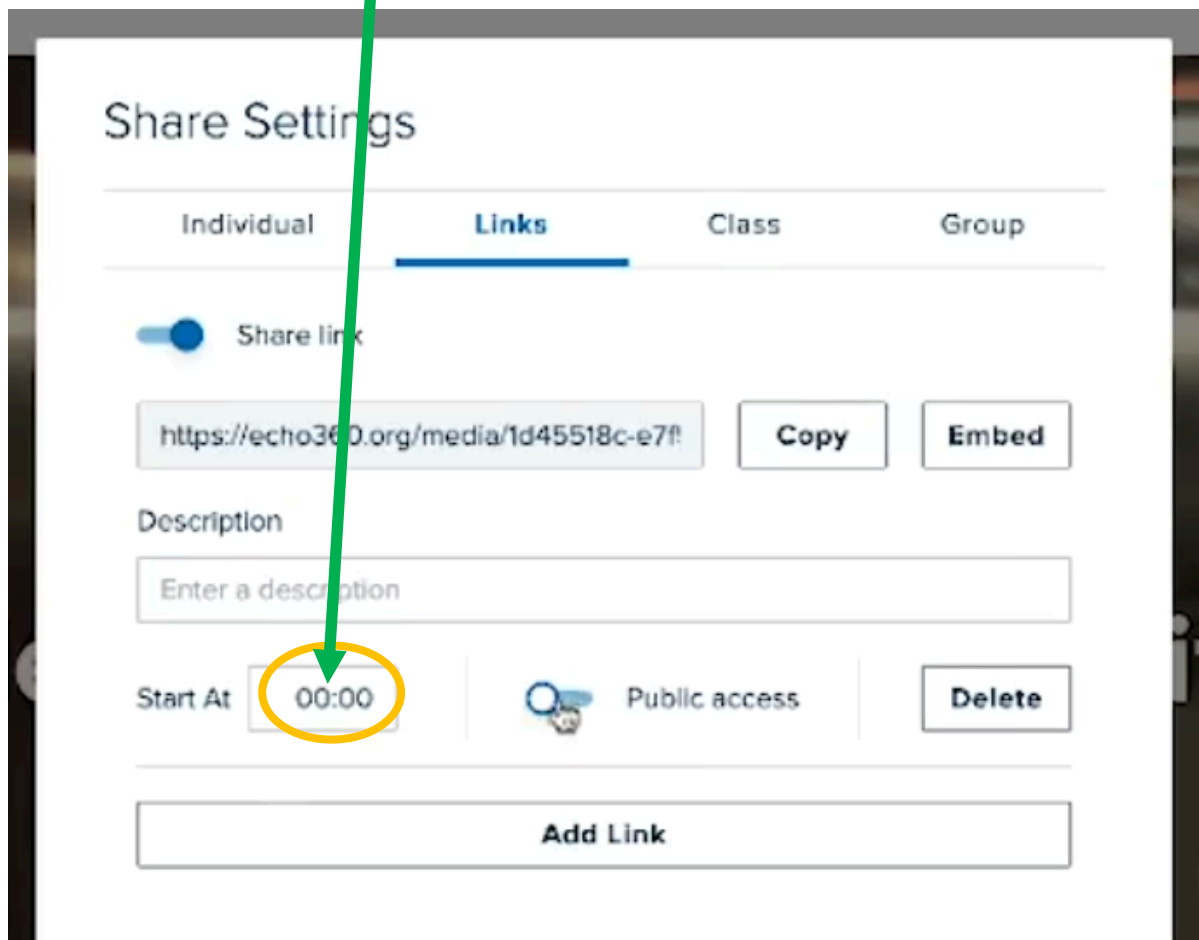 Share Settings
Individual Links Class Group
Share link
https://echo360.org/media/1d45518c-e7f
Copy
Embed
Description
Enter a description
Start At 00:00 Public access Delete
Add Link